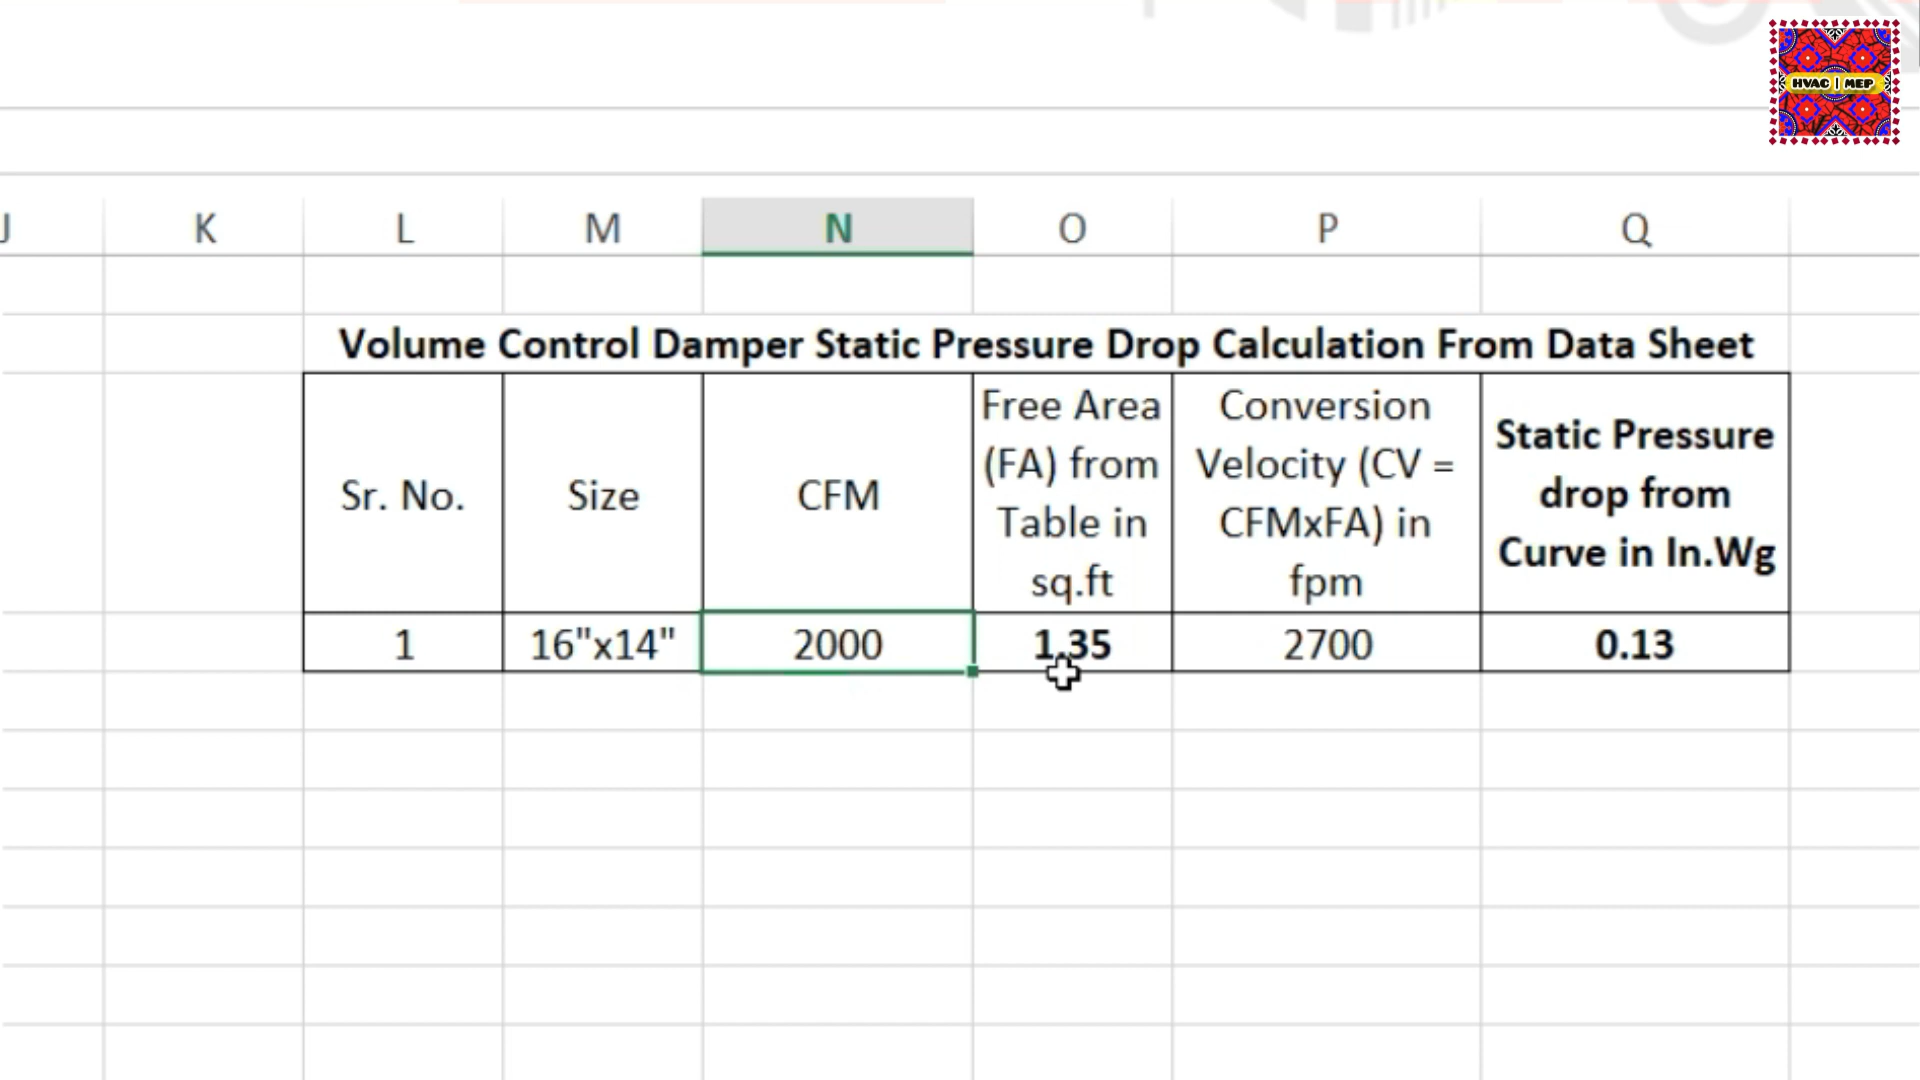 HVAC | MEP
J K L M N O P Q
Volume Control Damper Static Pressure Drop Calculation From Data Sheet
Sr. No.
Size
CFM
Free Area
(FA) from
Table in
sq.ft
Conversion
Velocity (CV =
CFMxFA) in
fpm
Static Pressure
drop from
Curve in In.Wg
1 16"x14" 2000 1.35 2700 0.13